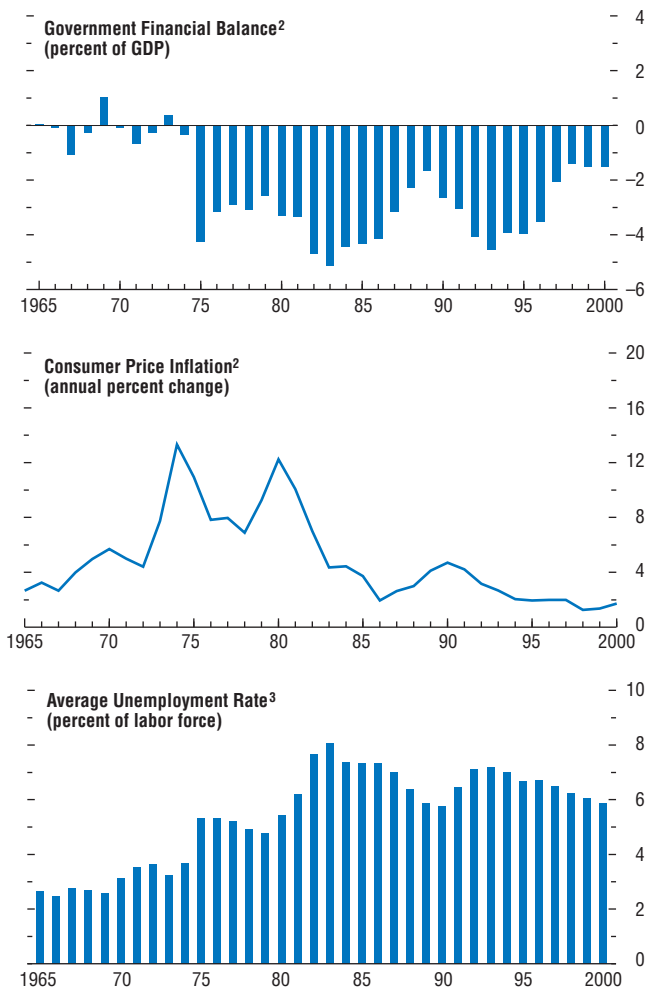 Government Financial Balance2
(percent of GDP)
4
2
0
–2
–4
–6
1965 70 75 80 85 90 95 2000
Consumer Price Inflation2
(annual percent change)
20
16
12
8
4
0
1965 70 75 80 85 90 95 2000
Average Unemployment Rate3
(percent of labor force)
10
8
6
4
2
0
1965 70 75 80 85 90 95 2000